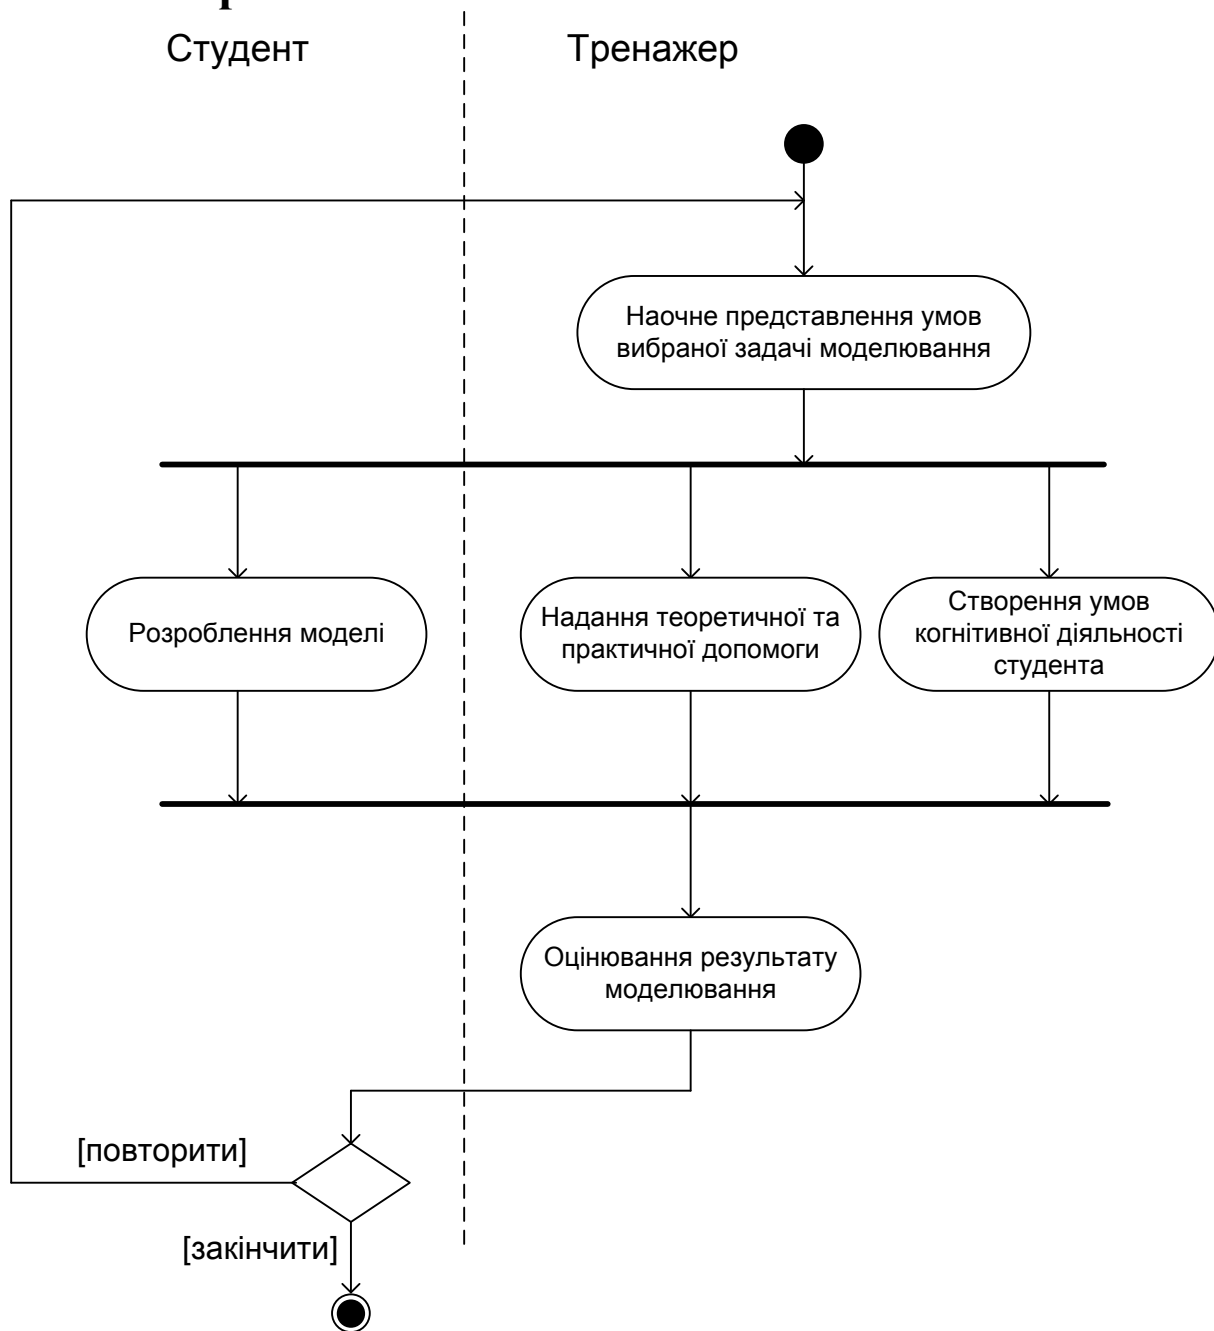 Студент
Тренажер
Наочне представлення умов
вибраної задачі моделювання
Розроблення моделі
Надання теоретичної та
практичної допомоги
Створення умов
когнітивної діяльності
студента
Оцінювання результату
моделювання
[повторити]
[закінчити]